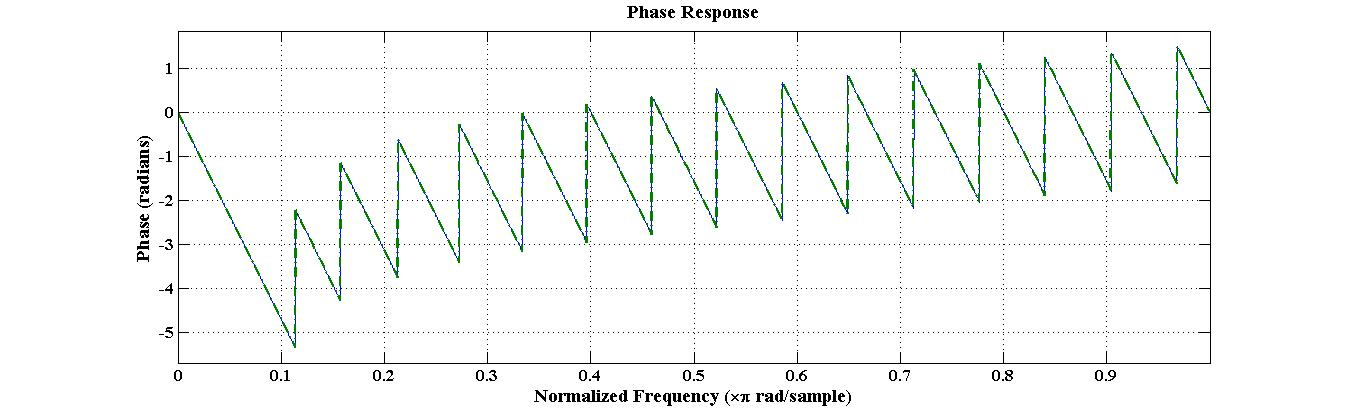 Phase Response
1
0
-1
-2
-3
-4
-5
Phase (radians)
0 0.1 0.2 0.3 0.4 0.5 0.6 0.7 0.8 0.9
Normalized Frequency (×π rad/sample)